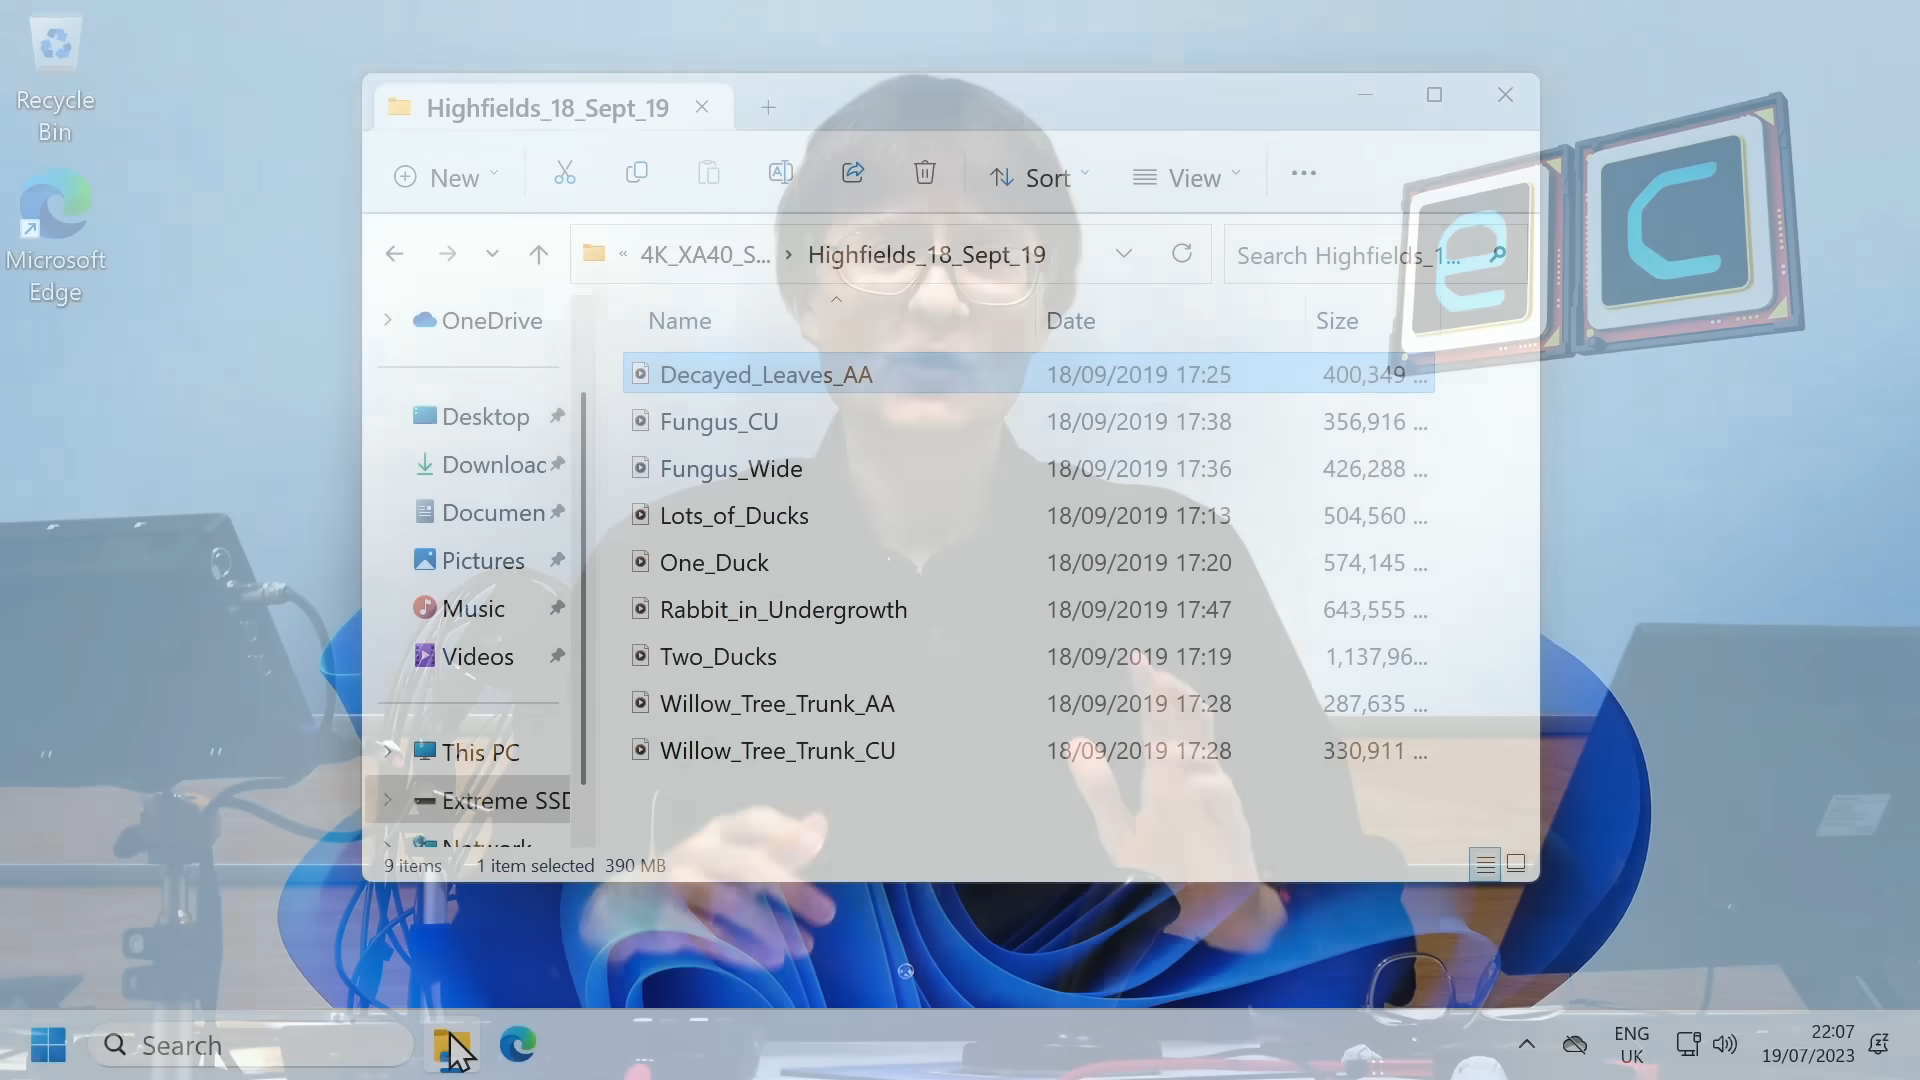 Recycle
Bin
Microsoft
Edge
Highfields_18_Sept_19
New
Sort
View
« 4K_XA40_S... › Highfields_18_Sept_19
Search Highfields_1...
ec
OneDrive
Desktop
Downloac
Documen
Pictures
Music
Videos
This PC
Extreme SSD
Network
Name Date Size
Decayed_Leaves_AA 18/09/2019 17:25 400,349 ...
Fungus_CU 18/09/2019 17:38 356,916 ...
Fungus_Wide 18/09/2019 17:36 426,288 ...
Lots_of_Ducks 18/09/2019 17:13 504,560 ...
One_Duck 18/09/2019 17:20 574,145 ...
Rabbit_in_Undergrowth 18/09/2019 17:47 643,555 ...
Two_Ducks 18/09/2019 17:19 1,137,96...
Willow_Tree_Trunk_AA 18/09/2019 17:28 287,635 ...
Willow_Tree_Trunk_CU 18/09/2019 17:28 330,911 ...
9 items 1 item selected 390 MB
Search
ENG
UK
22:07
19/07/2023